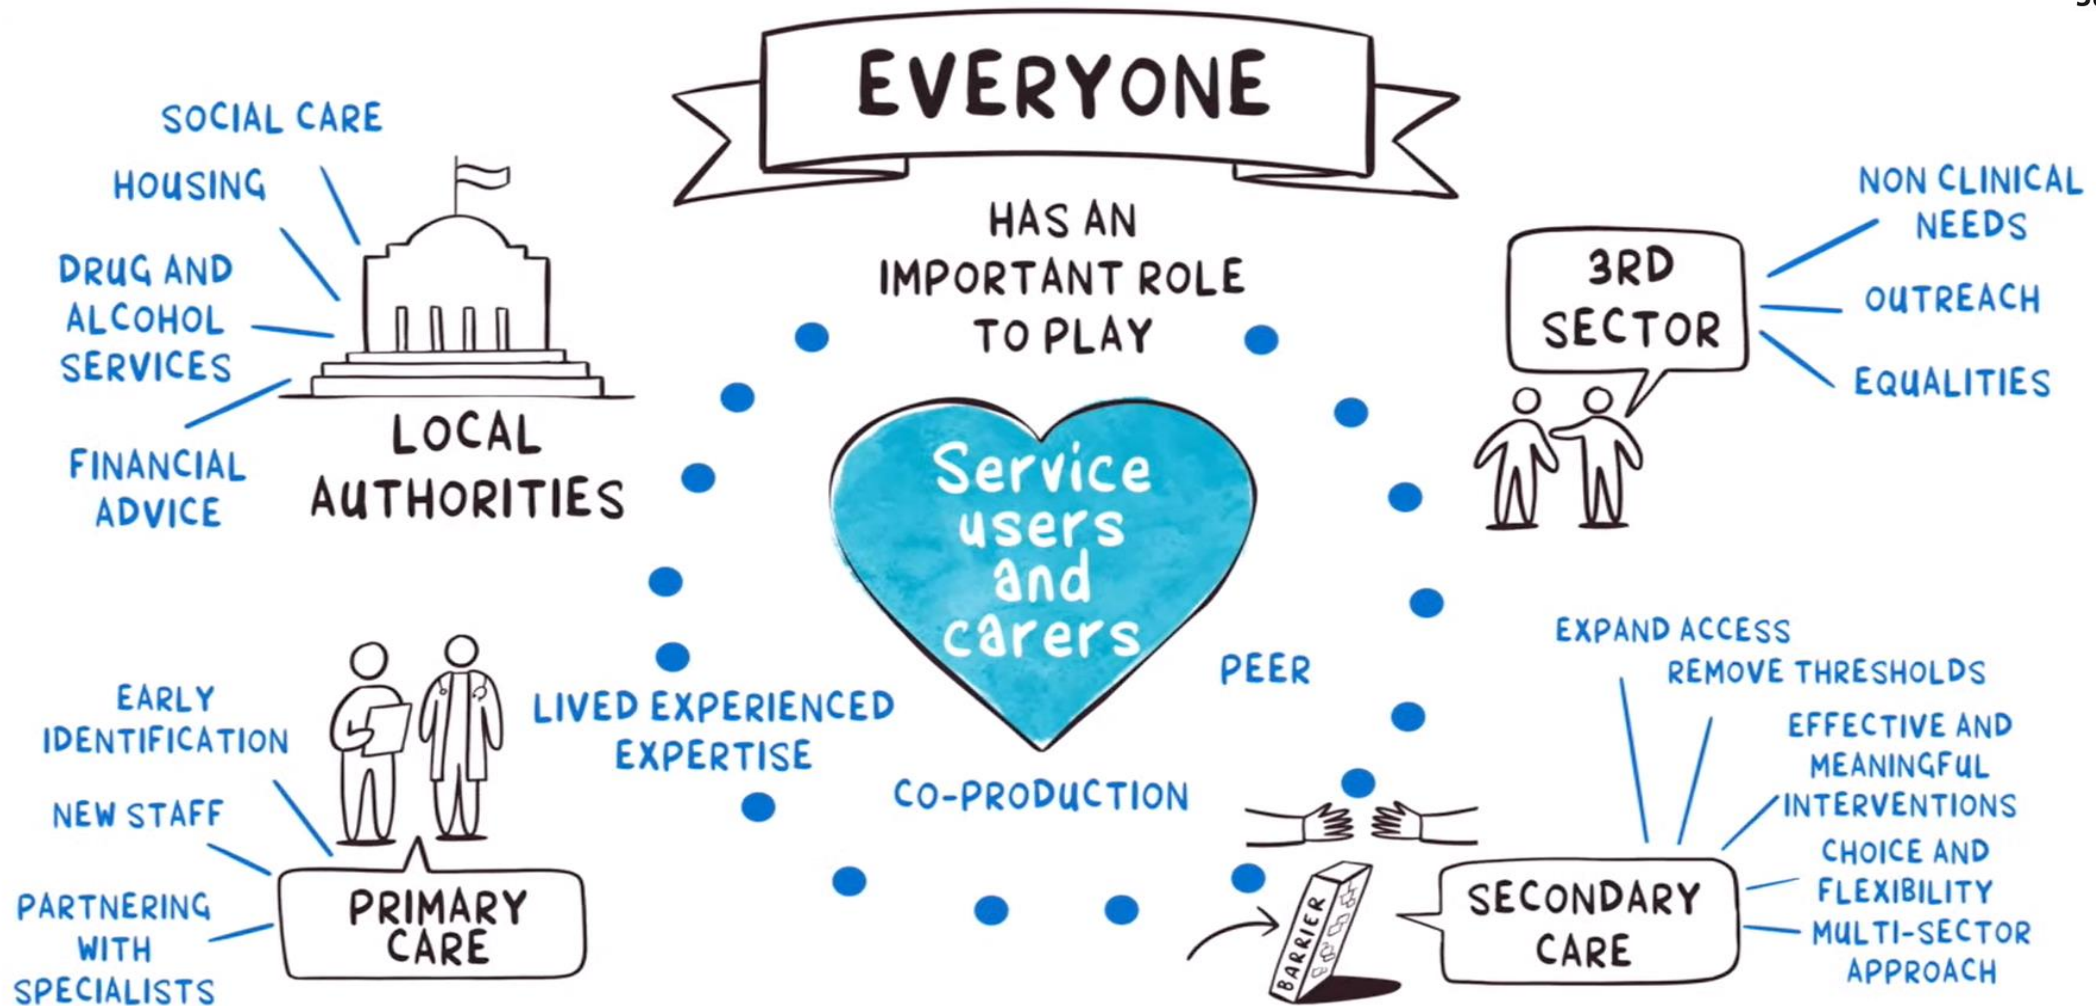 EVERYONE
HAS AN
IMPORTANT ROLE
TO PLAY
SOCIAL CARE
HOUSING
DRUG AND
ALCOHOL
SERVICES
FINANCIAL
ADVICE
LOCAL
AUTHORITIES
3RD
SECTOR
NON CLINICAL
NEEDS
OUTREACH
EQUALITIES
Service
users
and
carers
LIVED EXPERIENCED
EXPERTISE
CO-PRODUCTION
PEER
EARLY
IDENTIFICATION
NEW STAFF
PARTNERING
WITH
SPECIALISTS
PRIMARY
CARE
BARRIER
SECONDARY
CARE
EXPAND ACCESS
REMOVE THRESHOLDS
EFFECTIVE AND
MEANINGFUL
INTERVENTIONS
CHOICE AND
FLEXIBILITY
MULTI-SECTOR
APPROACH